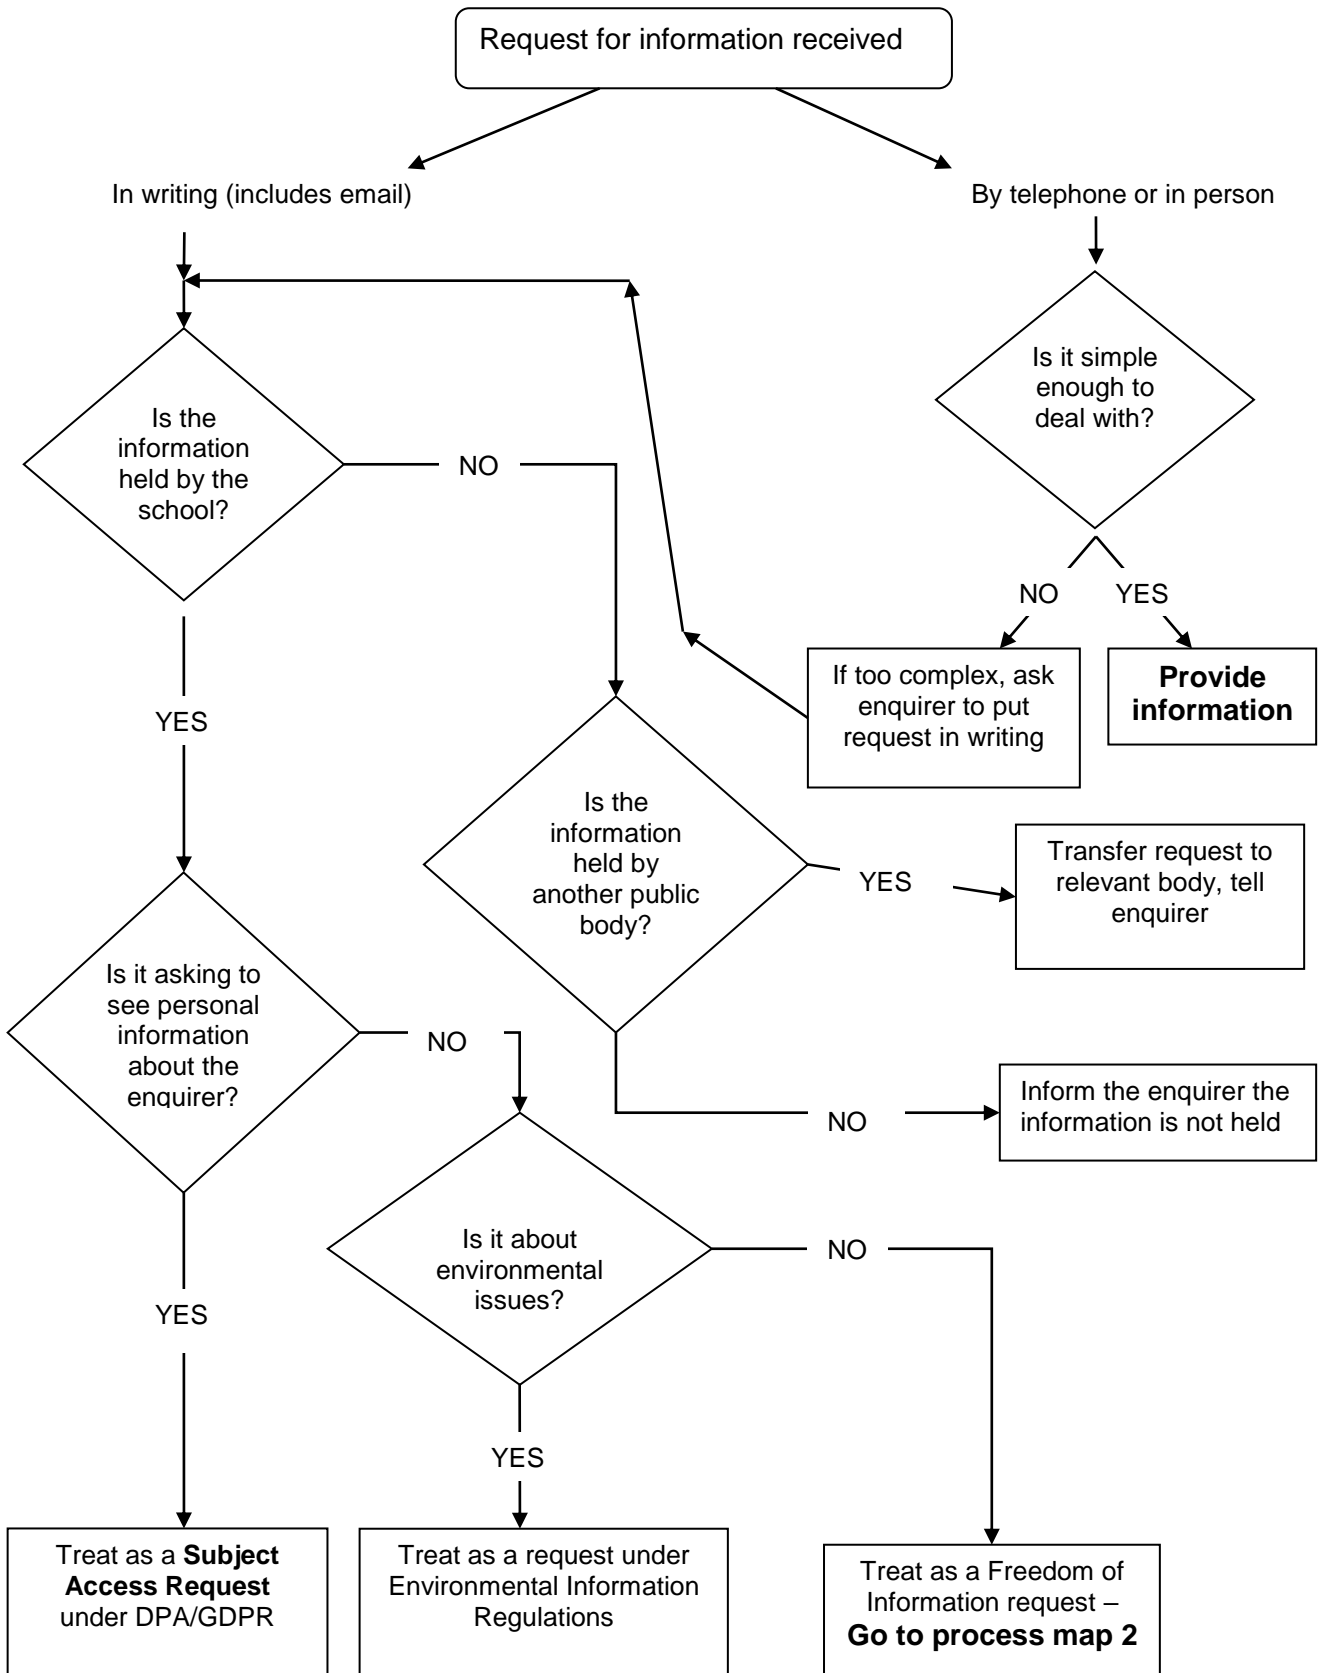 Request for information received
In writing (includes email)
By telephone or in person
Is it simple
enough to
deal with?
Is the
information
held by the
school?
NO
NO
YES
If too complex, ask
enquirer to put
request in writing
Provide
information
YES
Is the
information
held by
another public
body?
YES
Transfer request to
relevant body, tell
enquirer
Is it asking to
see personal
information
about the
enquirer?
NO
NO
Inform the enquirer the
information is not held
Is it about
environmental
issues?
NO
YES
YES
Treat as a Subject
Access Request
under DPA/GDPR
Treat as a request under
Environmental Information
Regulations
Treat as a Freedom of
Information request –
Go to process map 2